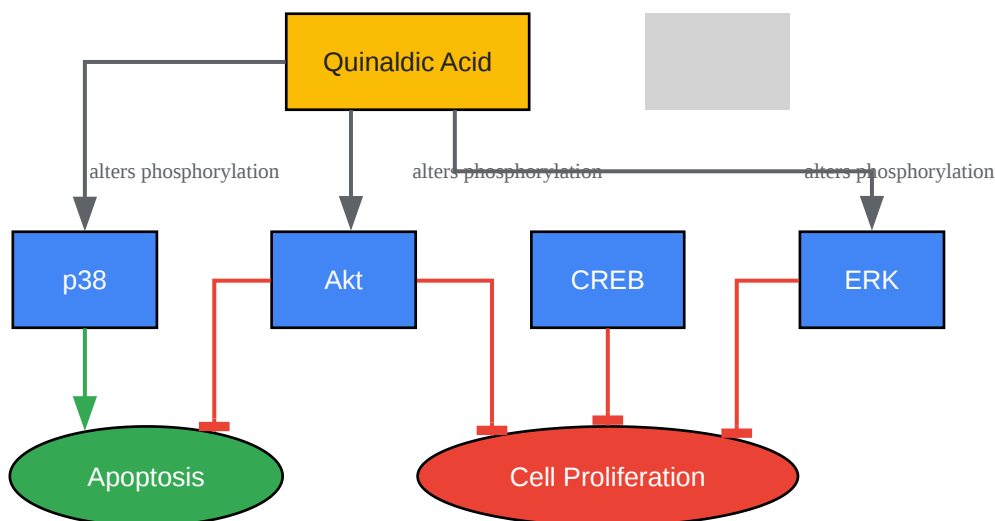 Quinaldic Acid
alters phosphorylation
alters phosphorylation
alters phosphorylation
p38
Akt
CREB
ERK
Apoptosis
Cell Proliferation